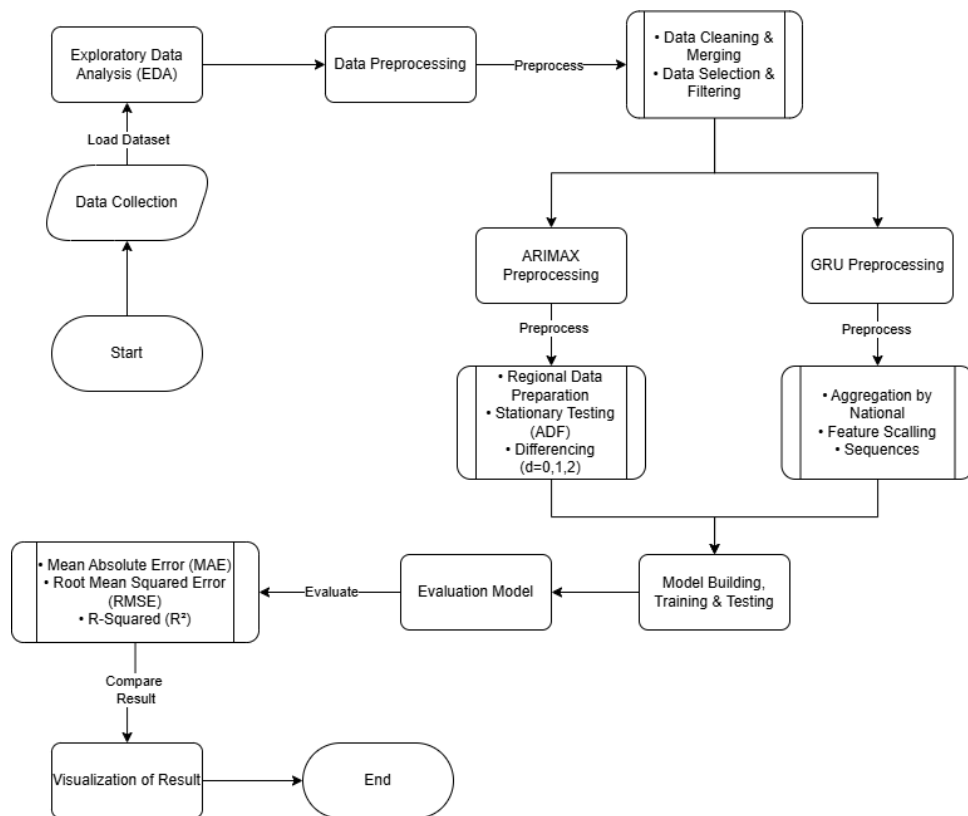 Exploratory Data
Analysis (EDA)
Data Preprocessing
Preprocess
• Data Cleaning &
Merging
• Data Selection &
Filtering
Load Dataset
Data Collection
Start
ARIMAX
Preprocessing
GRU Preprocessing
Preprocess
Preprocess
• Regional Data
Preparation
• Stationary Testing
(ADF)
• Differencing
(d=0,1,2)
• Aggregation by
National
• Feature Scalling
• Sequences
Model Building,
Training & Testing
Evaluation Model
Evaluate
• Mean Absolute Error (MAE)
• Root Mean Squared Error
(RMSE)
• R-Squared (R²)
Compare
Result
Visualization of Result
End